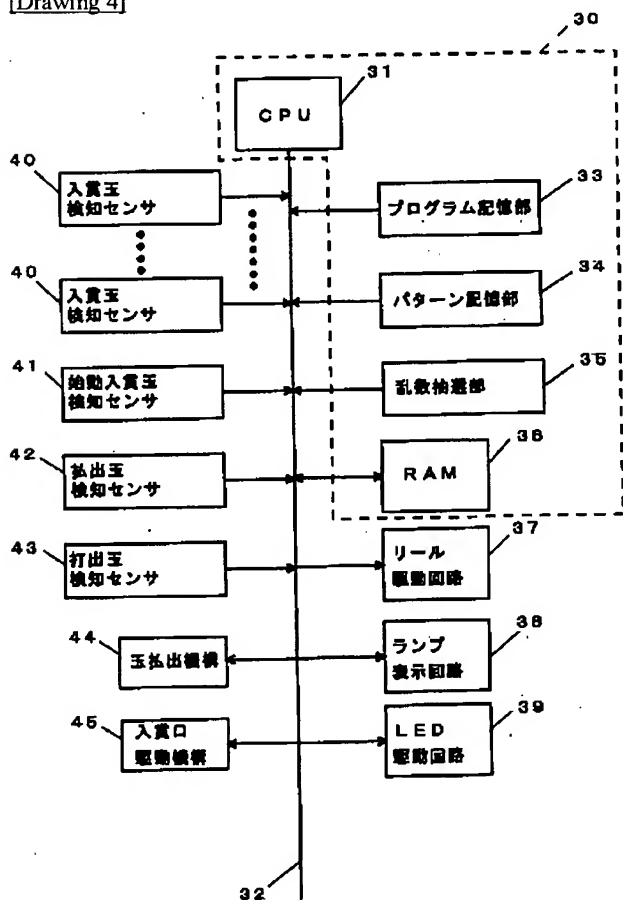 [Drawing 4]
30
31
CPU
40
入賞玉
検知センサ
33
プログラム記憶部
40
入賞玉
検知センサ
34
パターン記憶部
41
始動入賞玉
検知センサ
35
乱数抽選部
42
払出玉
検知センサ
36
RAM
43
打出玉
検知センサ
37
リール
駆動回路
44
玉払出機構
38
ランプ
表示回路
45
入賞口
駆動機構
39
LED
駆動回路
32